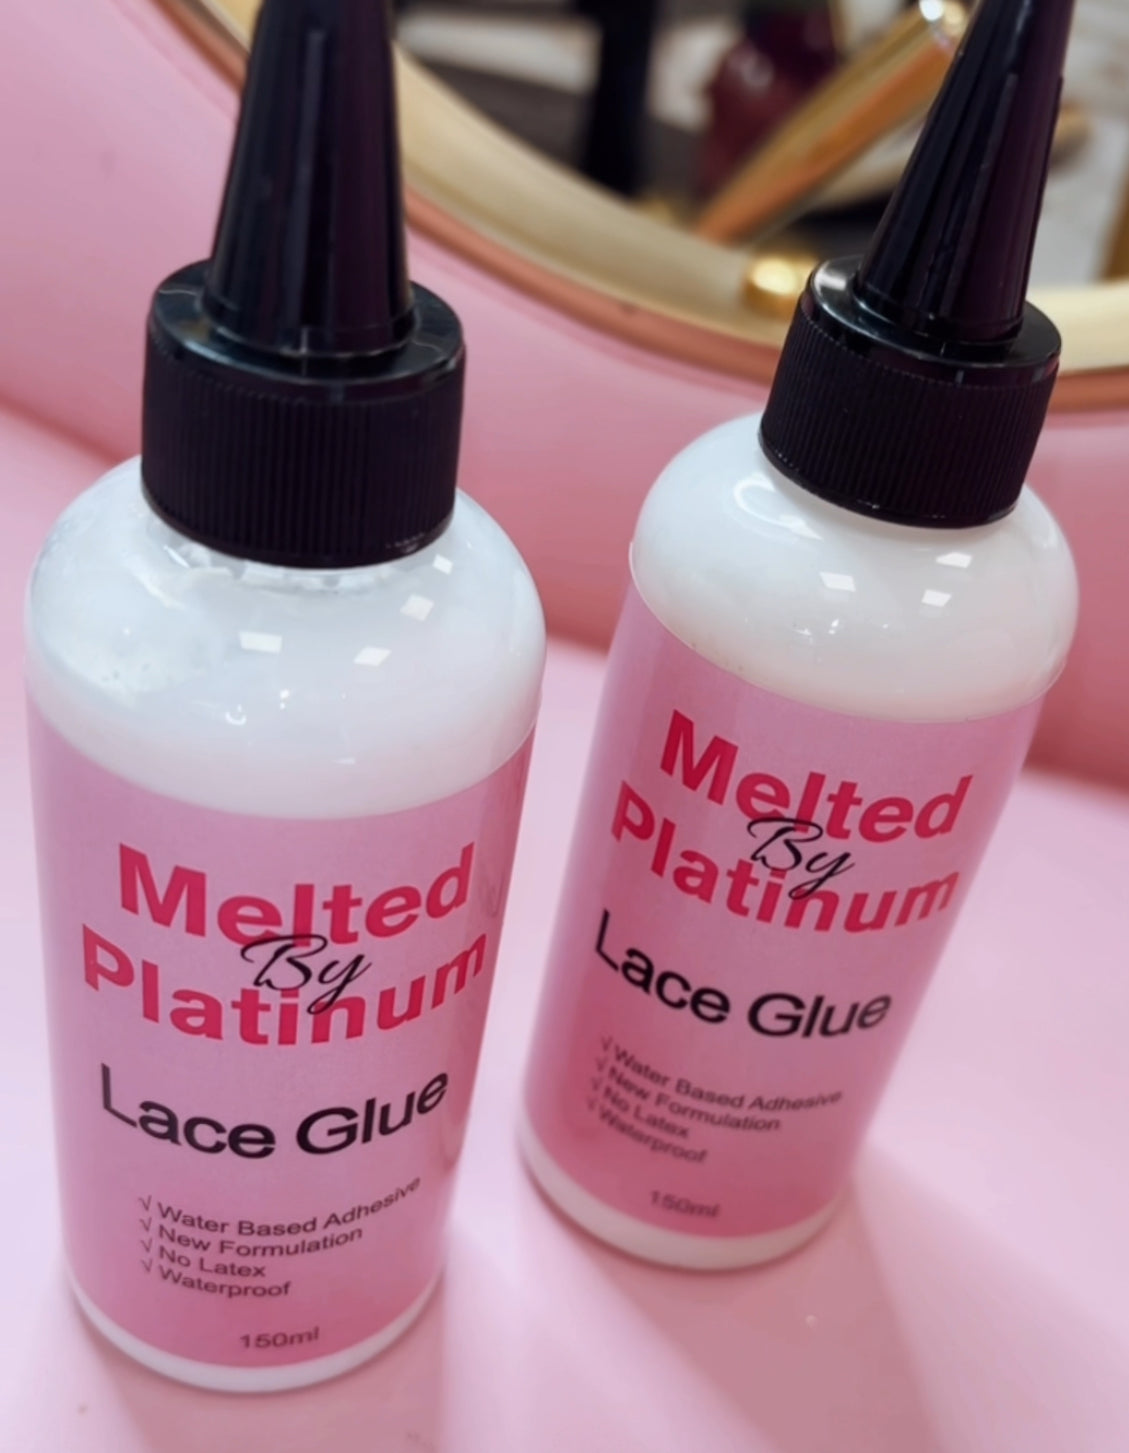 Melted
By
Platinum
Lace Glue
√ Water Based Adhesive
√ New Formulation
√ No Latex
√ Waterproof
150ml
Melted
By
Platinum
Lace Glue
√ Water Based Adhesive
√ New Formulation
√ No Latex
√ Waterproof
150ml